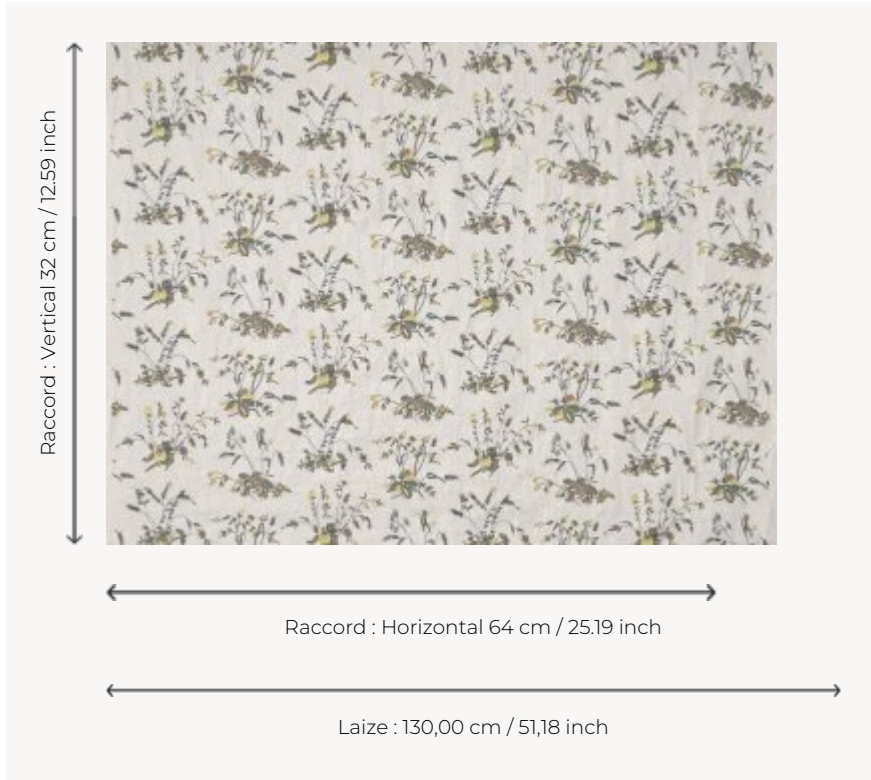 Raccord : Vertical 32 cm / 12.59 inch
Raccord : Horizontal 64 cm / 25.19 inch
Laize : 130,00 cm / 51,18 inch